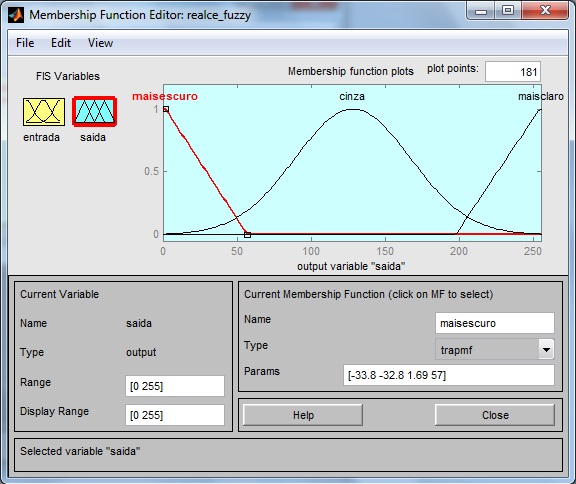 Membership Function Editor: realce_fuzzy
File Edit View
FIS Variables
Membership function plots plot points: 181
maisescuro cinza maisclaro
entrada saida
1
0.5
0
0 50 100 150 200 250
output variable "saida"
Current Variable
Name saida
Type output
Range [0 255]
Display Range [0 255]
Current Membership Function (click on MF to select)
Name maisescuro
Type trapmf
Params [-33.8 -32.8 1.69 57]
Help Close
Selected variable "saida"